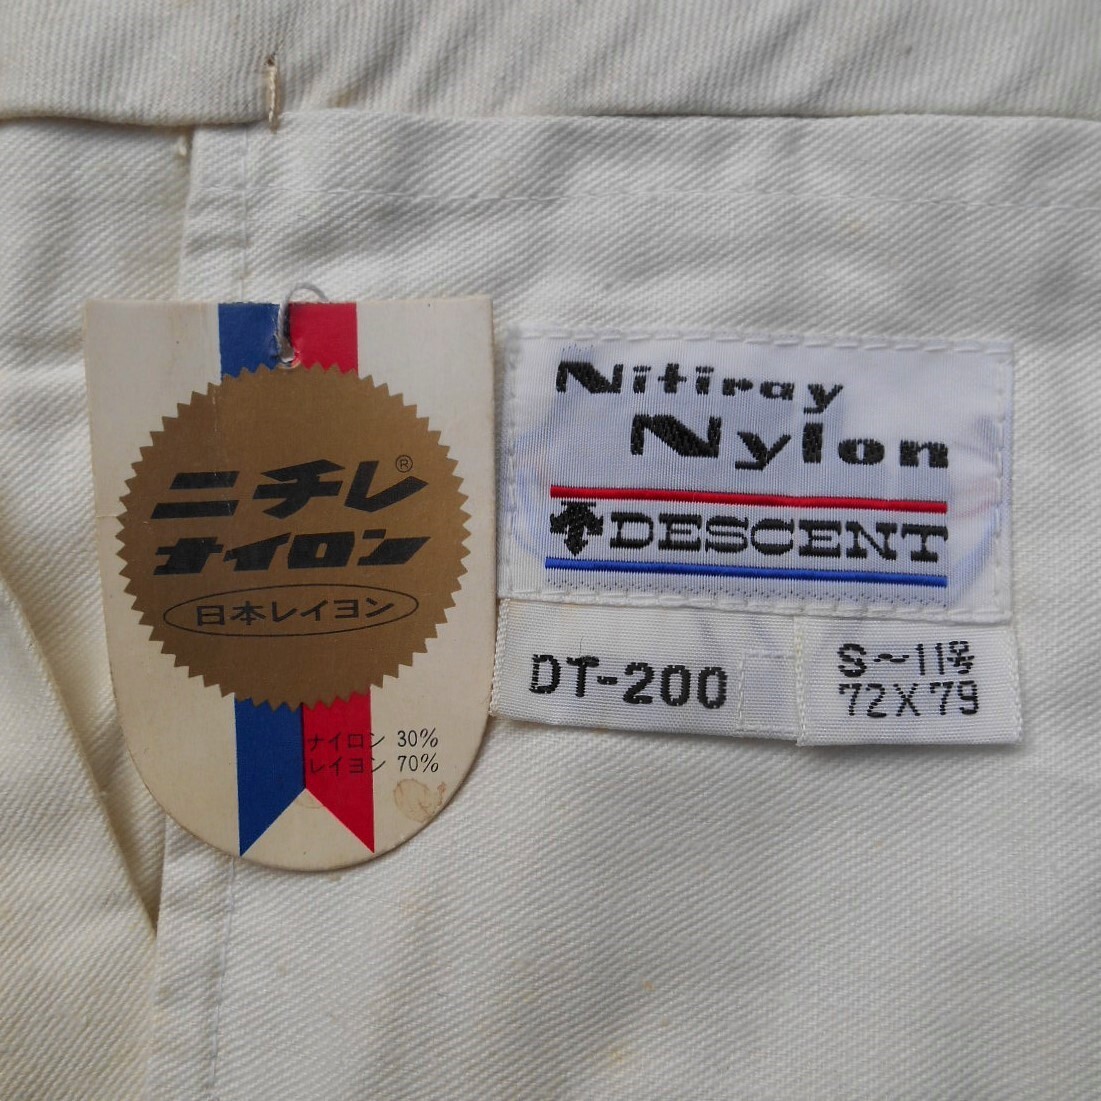 ニチレ®
ナイロン
日本レイヨン
ナイロン 30%
レイヨン 70%
Nitiray
Nylon
DESCENT
DT-200
S～11号
72X79